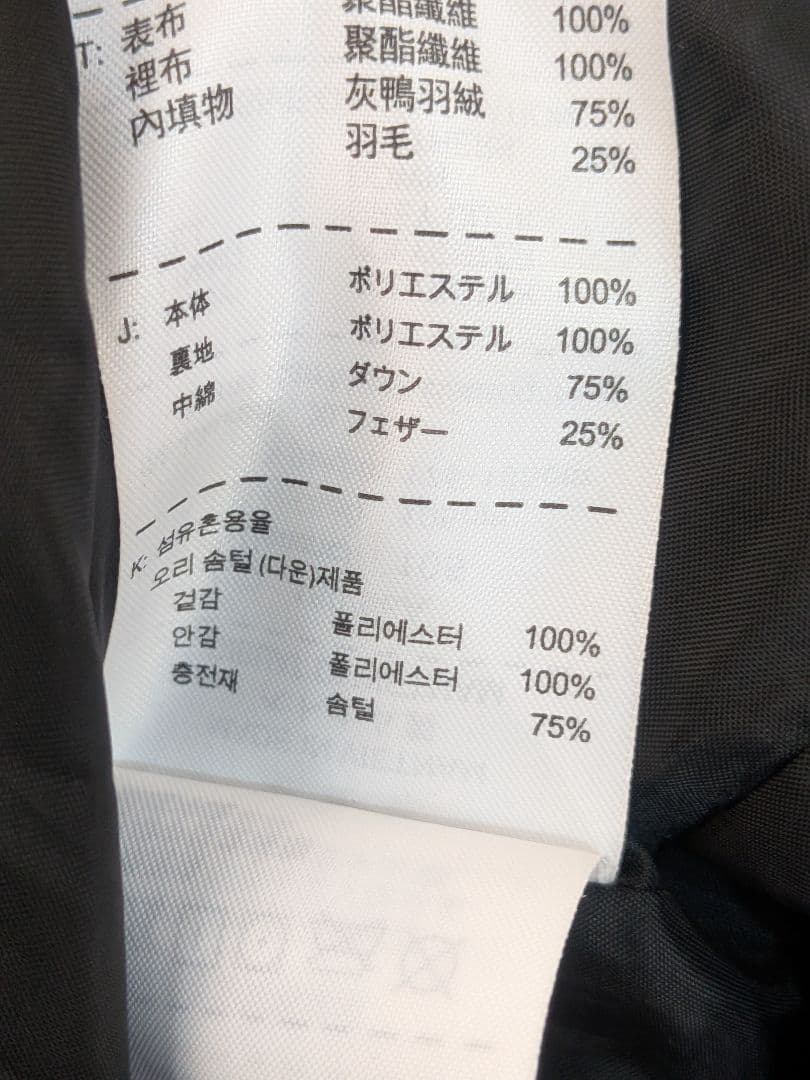 聚酯纖維 100%
T: 表布 聚酯纖維 100%
裡布 灰鴨羽絨 75%
內填物 羽毛 25%
J: 本体 ポリエステル 100%
裏地 ポリエステル 100%
中綿 ダウン 75%
フェザー 25%
K: 섬유혼용율
오리 솜털(다운)제품
겉감 폴리에스터 100%
안감 폴리에스터 100%
충전재 솜털 75%